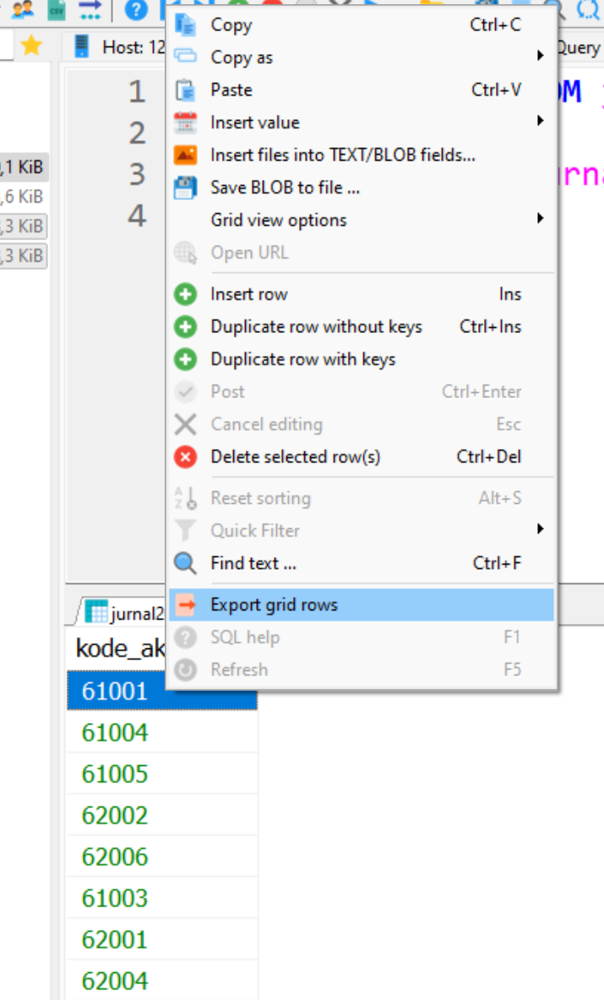 Host: 12
Query
,1 KiB
,6 KiB
,3 KiB
,3 KiB
1
2
3
4
OM j
urna
Copy Ctrl+C
Copy as
Paste Ctrl+V
Insert value
Insert files into TEXT/BLOB fields...
Save BLOB to file ...
Grid view options
Open URL
Insert row Ins
Duplicate row without keys Ctrl+Ins
Duplicate row with keys
Post Ctrl+Enter
Cancel editing Esc
Delete selected row(s) Ctrl+Del
Reset sorting Alt+S
Quick Filter
Find text ... Ctrl+F
Export grid rows
SQL help F1
Refresh F5
jurnal2
kode_ak
61001
61004
61005
62002
62006
61003
62001
62004